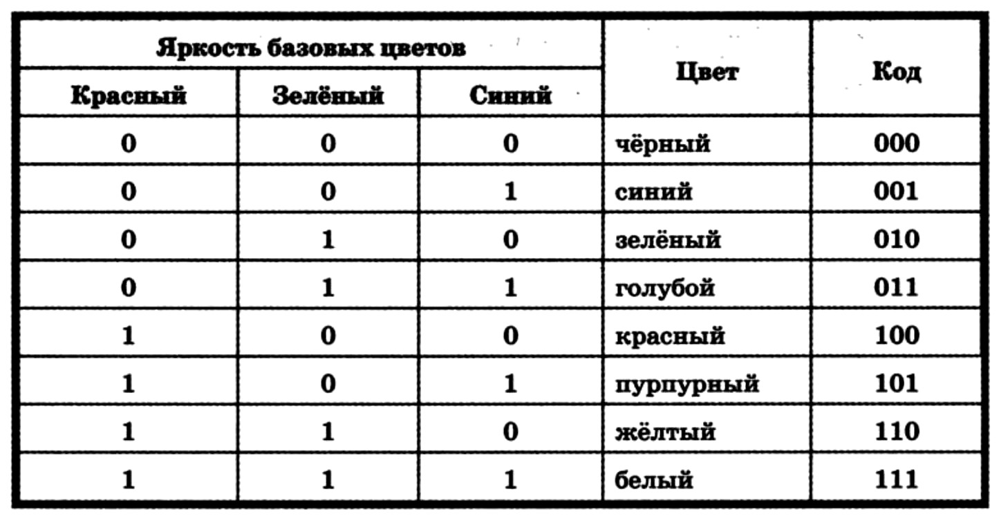 Яркость базовых цветов
Цвет
Код
Красный Зелёный Синий
0 0 0 чёрный 000
0 0 1 синий 001
0 1 0 зелёный 010
0 1 1 голубой 011
1 0 0 красный 100
1 0 1 пурпурный 101
1 1 0 жёлтый 110
1 1 1 белый 111